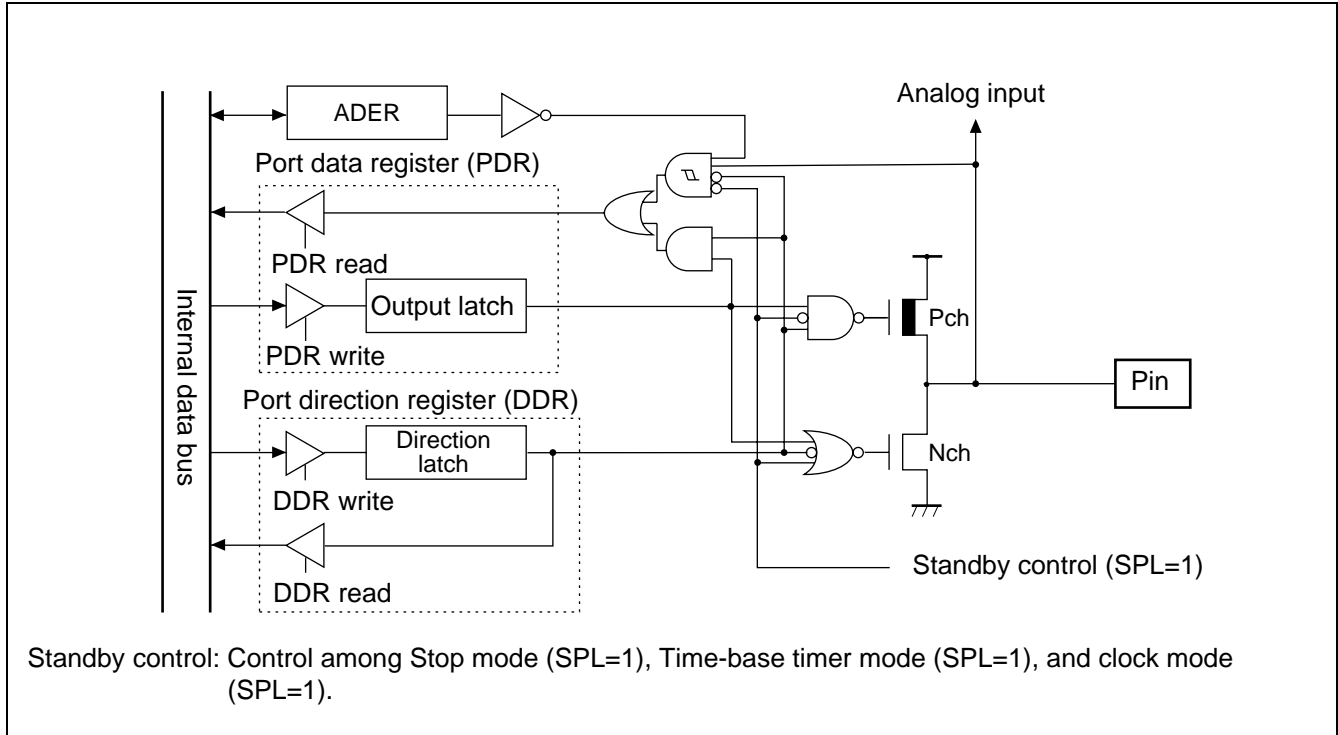 Analog input
ADER
Port data register (PDR)
PDR read
Output latch
PDR write
Pch
Pin
Port direction register (DDR)
Direction
latch
Nch
DDR write
DDR read
Internal data bus
Standby control (SPL=1)
Standby control: Control among Stop mode (SPL=1), Time-base timer mode (SPL=1), and clock mode
(SPL=1).